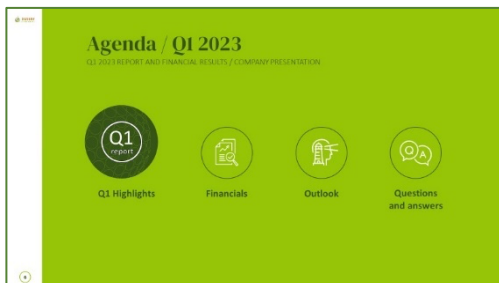 Agenda / Q1 2023
Q1 2023 REPORT AND FINANCIAL RESULTS / COMPANY PRESENTATION
Q1
report
Q A
Q1 Highlights
Financials
Outlook
Questions
and answers